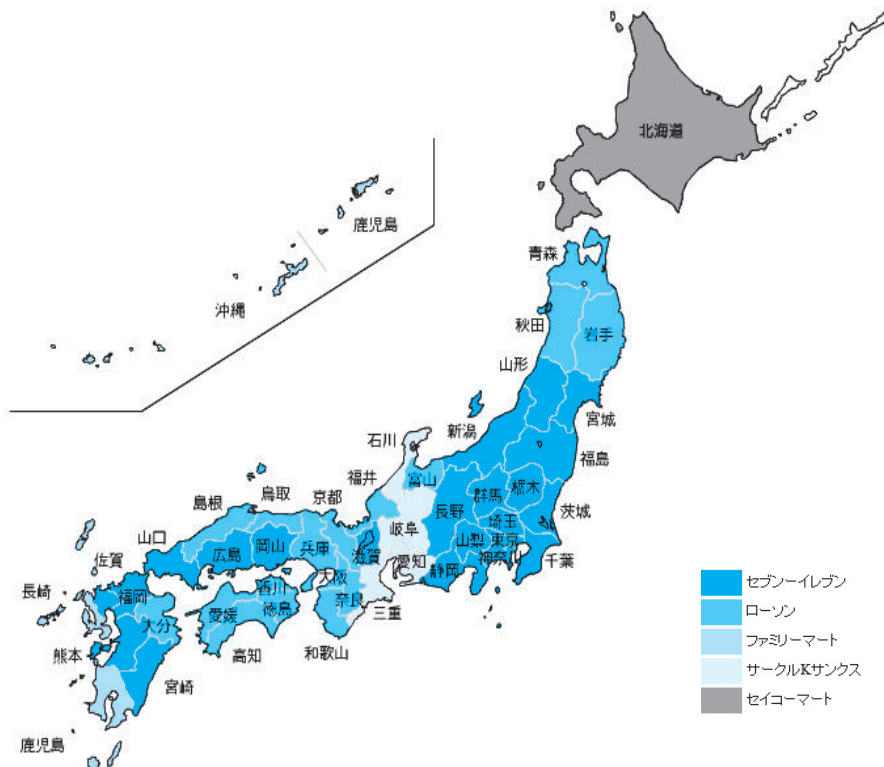 北海道
鹿児島
沖縄
青森
秋田
岩手
山形
宮城
新潟
石川
福島
福井
富山
群馬
栃木
長野
茨城
鳥取
京都
島根
岐阜
埼玉
山口
山梨
東京
広島
岡山
兵庫
滋賀
愛知
神奈川
千葉
佐賀
静岡
大阪
香川
長崎
福岡
奈良
徳島
愛媛
三重
大分
高知
和歌山
熊本
宮崎
鹿児島
セブンーイレブン
ローソン
ファミリーマート
サークルKサンクス
セイコーマート